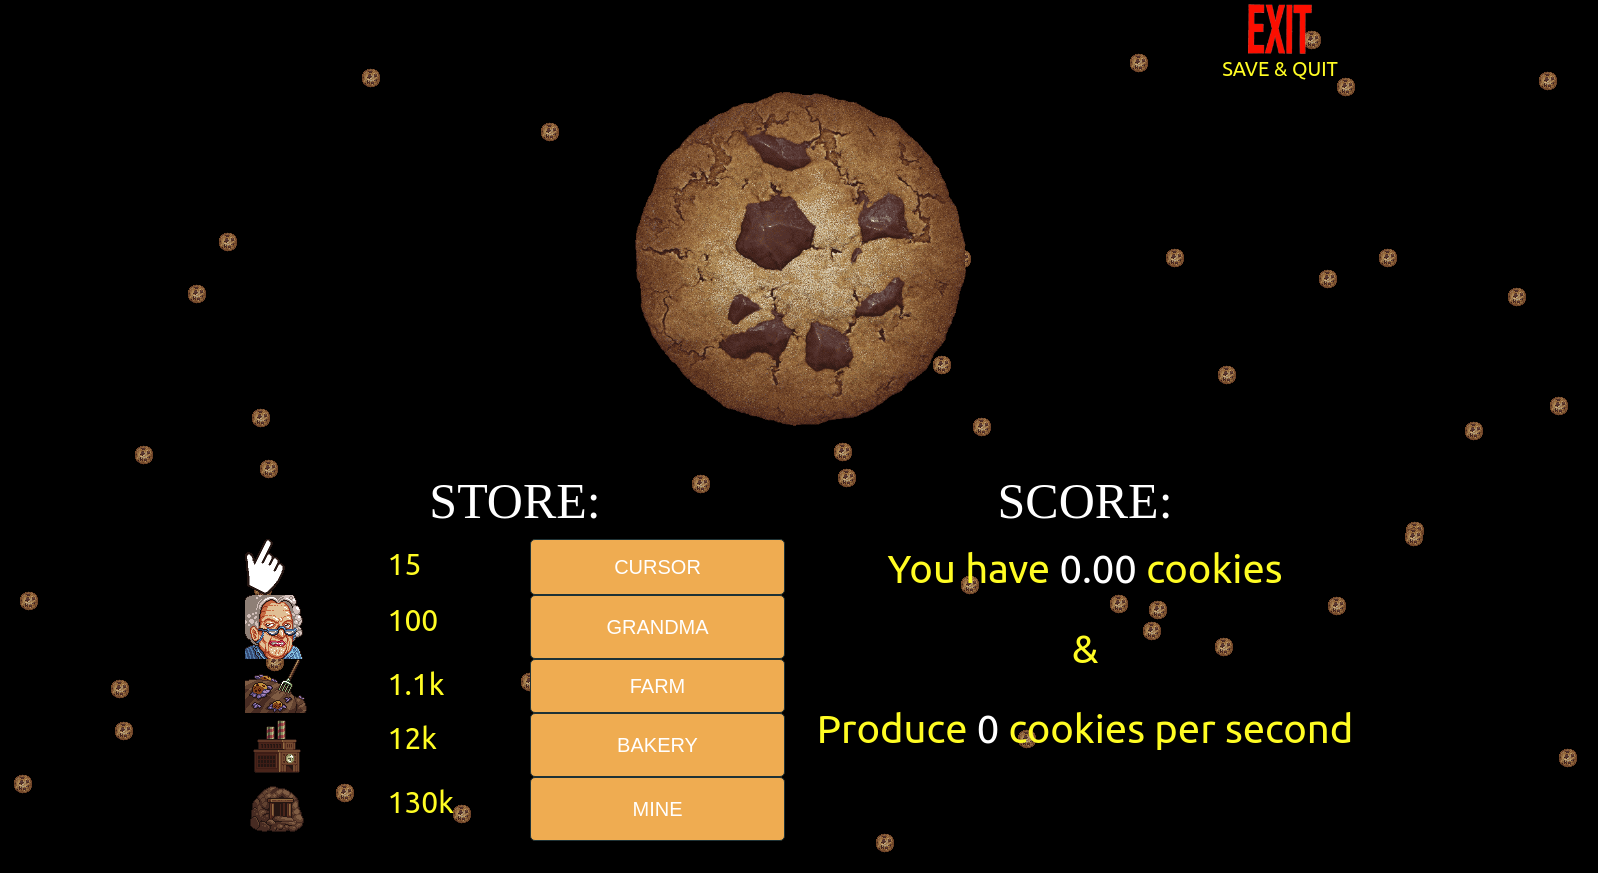 EXIT
SAVE & QUIT
STORE:
15 CURSOR
100 GRANDMA
1.1k FARM
12k BAKERY
130k MINE
SCORE:
You have 0.00 cookies
&
Produce 0 cookies per second